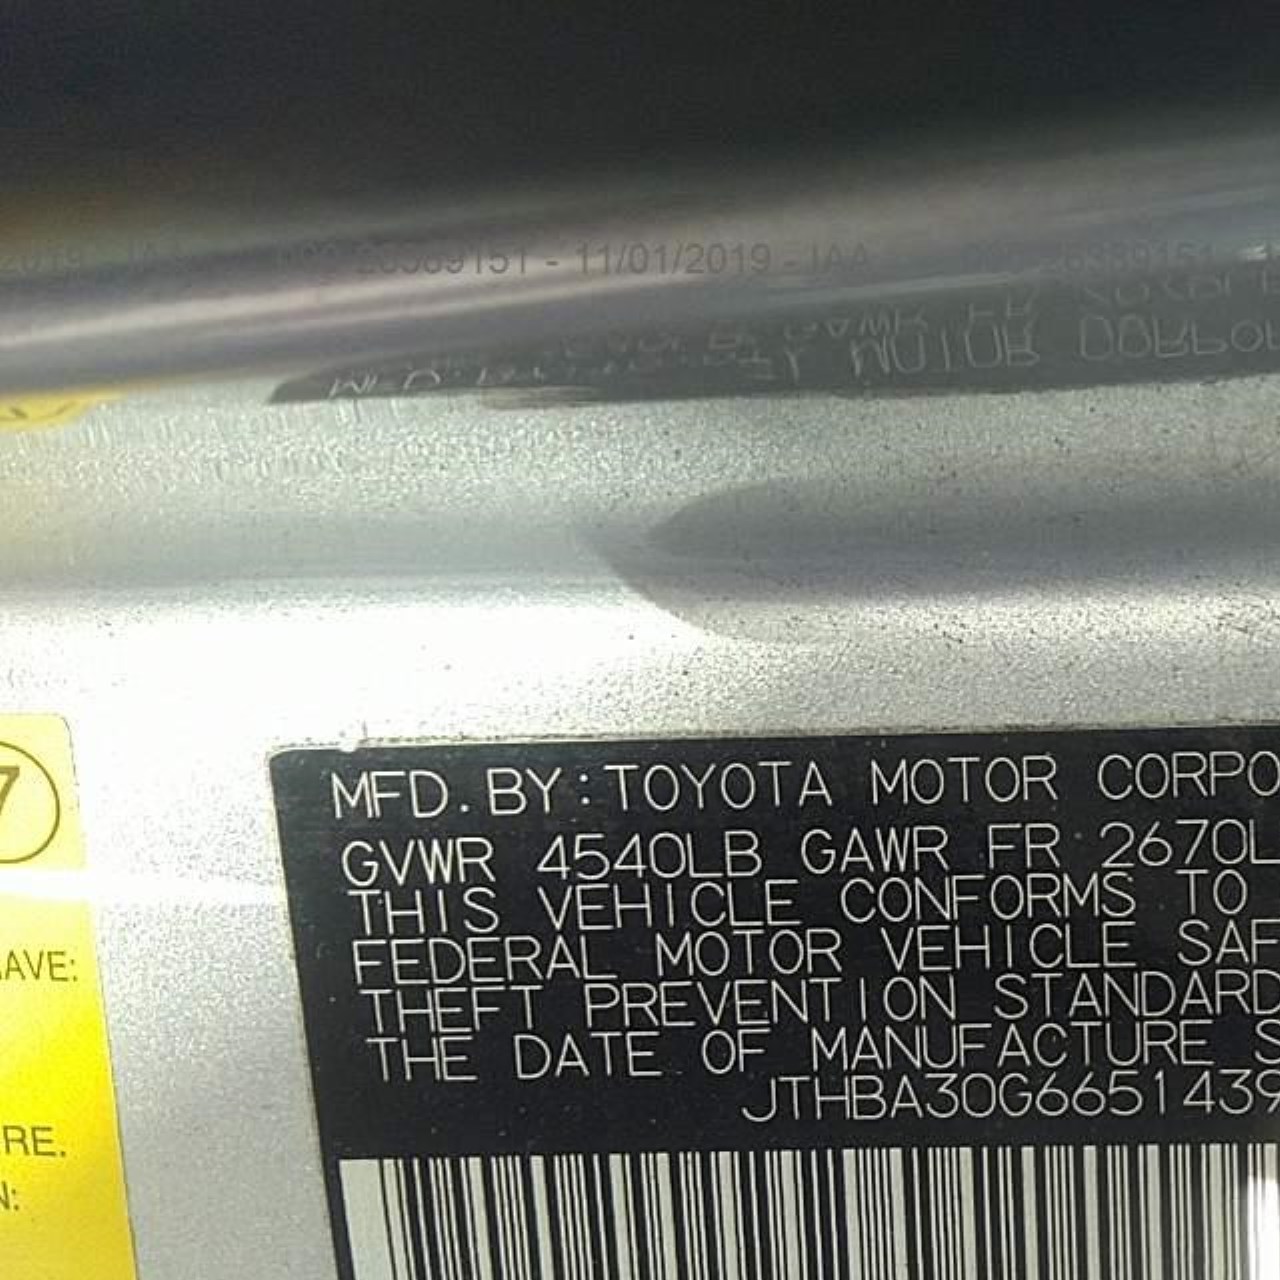 11/01/2019 - IAA
7
MFD. BY: TOYOTA MOTOR CORPO
GVWR 4540LB GAWR FR 2670L
THIS VEHICLE CONFORMS TO
FEDERAL MOTOR VEHICLE SAF
THEFT PREVENTION STANDARD
THE DATE OF MANUFACTURE S
JTHBA30G6651439
AVE:
RE.
N: